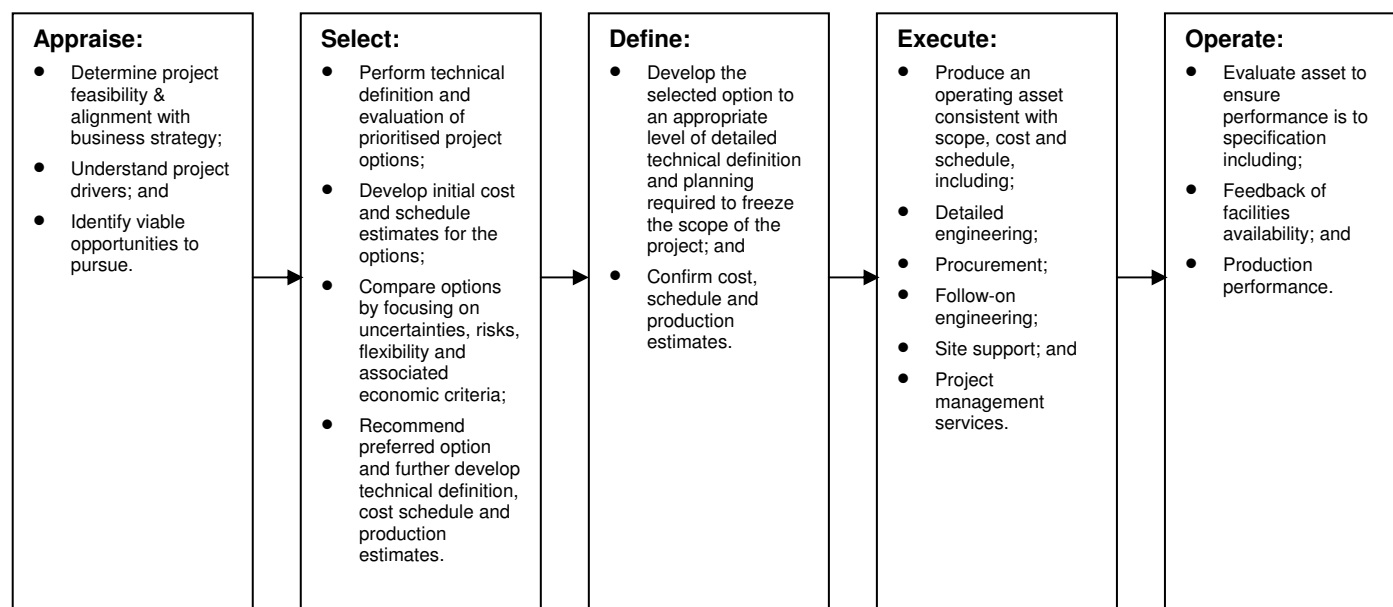 Appraise:
● Determine project
feasibility &
alignment with
business strategy;
● Understand project
drivers; and
● Identify viable
opportunities to
pursue.
Select:
● Perform technical
definition and
evaluation of
prioritised project
options;
● Develop initial cost
and schedule
estimates for the
options;
● Compare options
by focusing on
uncertainties, risks,
flexibility and
associated
economic criteria;
● Recommend
preferred option
and further develop
technical definition,
cost schedule and
production
estimates.
Define:
● Develop the
selected option to
an appropriate
level of detailed
technical definition
and planning
required to freeze
the scope of the
project; and
● Confirm cost,
schedule and
production
estimates.
Execute:
● Produce an
operating asset
consistent with
scope, cost and
schedule,
including;
● Detailed
engineering;
● Procurement;
● Follow-on
engineering;
● Site support; and
● Project
management
services.
Operate:
● Evaluate asset to
ensure
performance is to
specification
including;
● Feedback of
facilities
availability; and
● Production
performance.